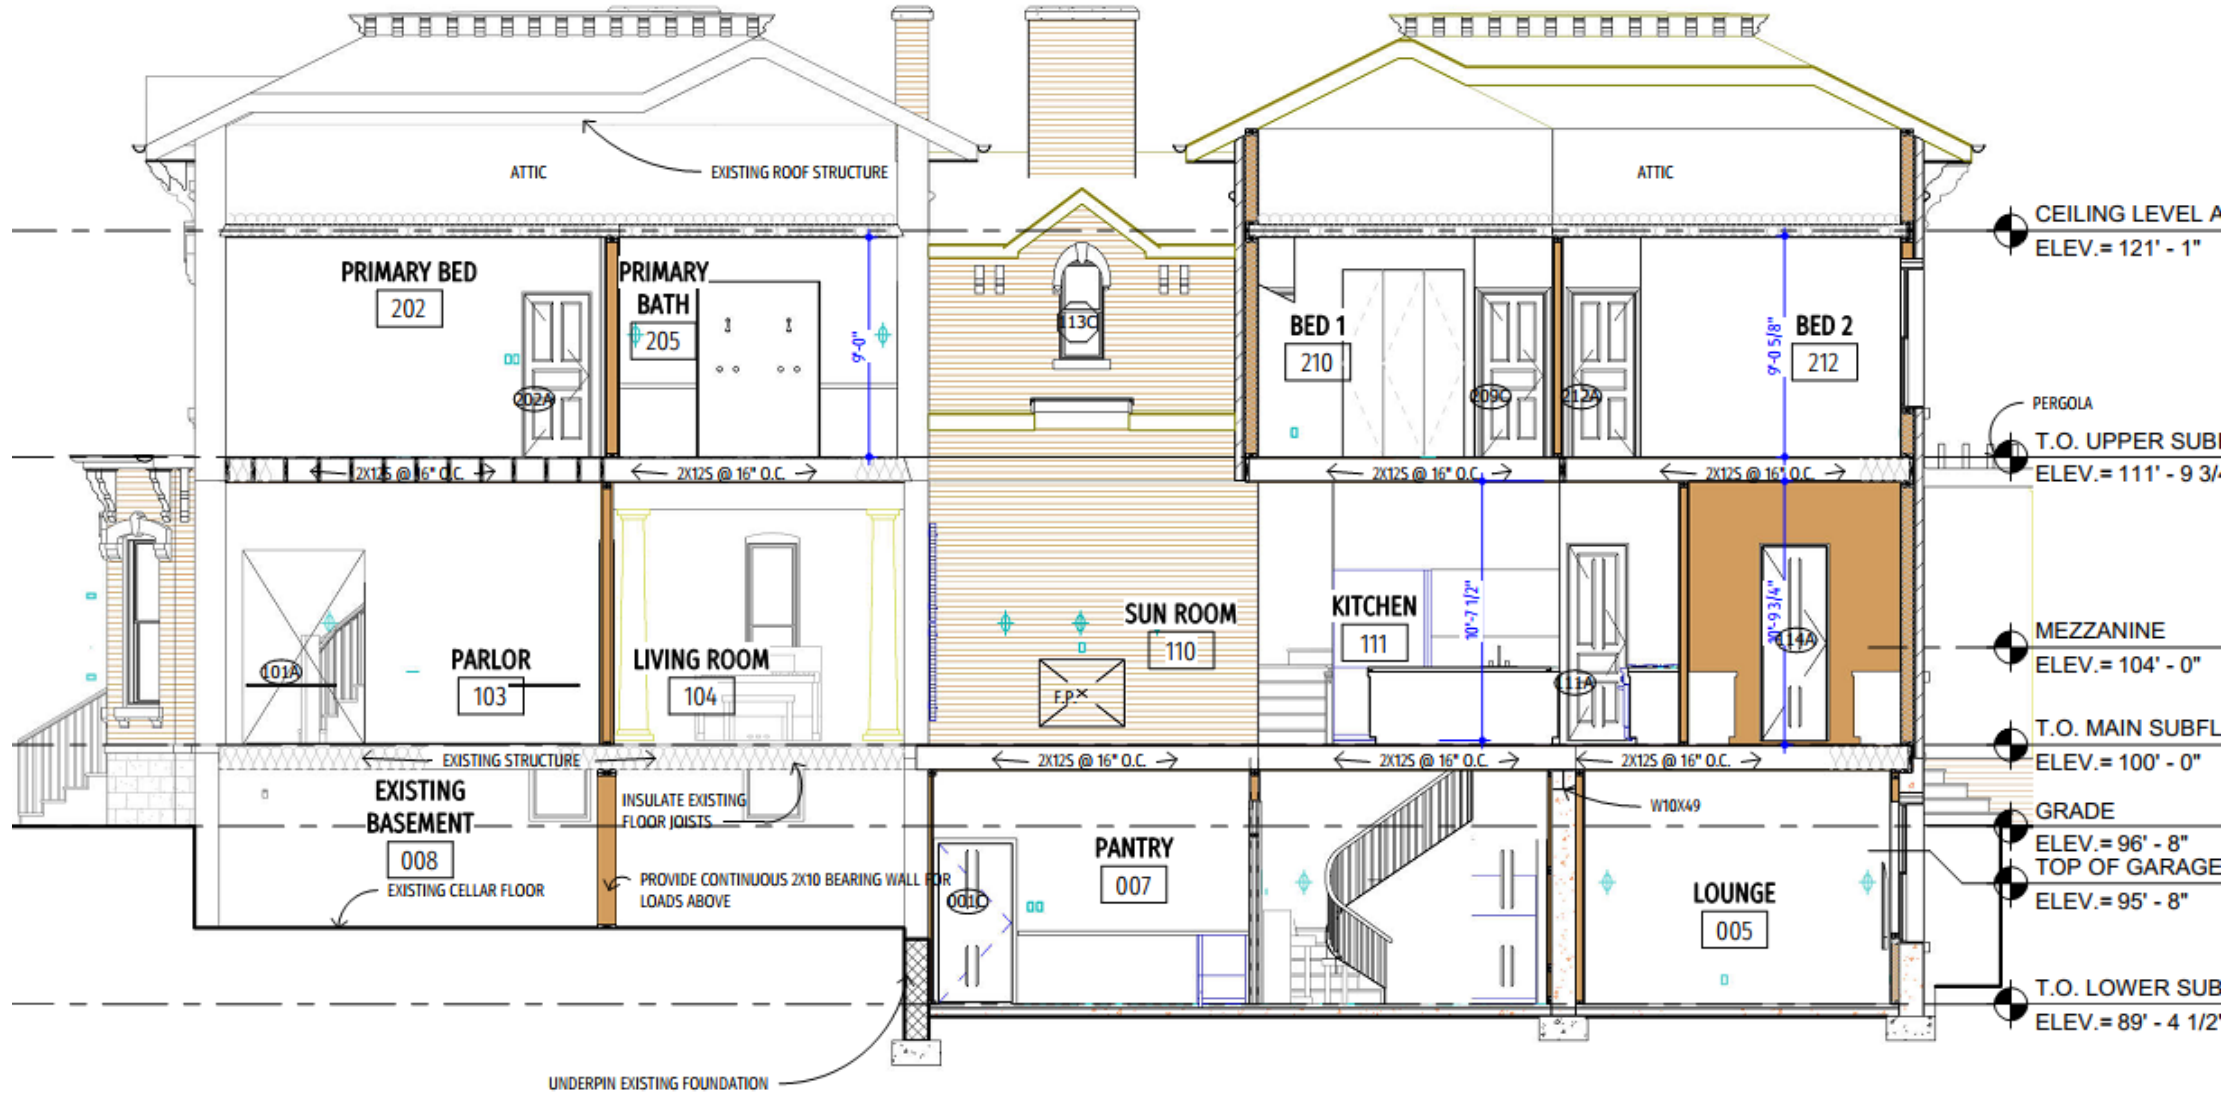 ATTIC
EXISTING ROOF STRUCTURE
ATTIC
CEILING LEVEL A
ELEV.= 121' - 1"
PRIMARY BED
202
PRIMARY
BATH
205
202A
9'-0"
113C
BED 1
210
209C
212A
9'-0 5/8"
BED 2
212
PERGOLA
T.O. UPPER SUB
ELEV.= 111' - 9 3/4
2X12S @ 16" O.C.
2X12S @ 16" O.C.
2X12S @ 16" O.C.
2X12S @ 16" O.C.
101A
PARLOR
103
LIVING ROOM
104
F.P.
SUN ROOM
110
KITCHEN
111
10'-7 1/2"
111A
10'-9 3/4"
114A
MEZZANINE
ELEV.= 104' - 0"
T.O. MAIN SUBFL
ELEV.= 100' - 0"
EXISTING STRUCTURE
2X12S @ 16" O.C.
2X12S @ 16" O.C.
2X12S @ 16" O.C.
EXISTING
BASEMENT
008
INSULATE EXISTING
FLOOR JOISTS
W10X49
GRADE
ELEV.= 96' - 8"
TOP OF GARAGE
ELEV.= 95' - 8"
EXISTING CELLAR FLOOR
PROVIDE CONTINUOUS 2X10 BEARING WALL FOR
LOADS ABOVE
001C
PANTRY
007
LOUNGE
005
T.O. LOWER SUB
ELEV.= 89' - 4 1/2"
UNDERPIN EXISTING FOUNDATION